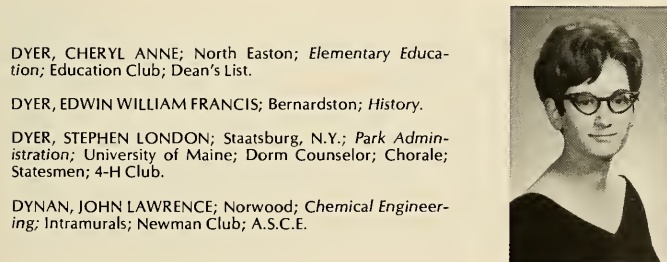 DYER, CHERYL ANNE; North Easton; Elementary Educa-
tion; Education Club; Dean's List.
DYER, EDWIN WILLIAM FRANCIS; Bernardston; History.
DYER, STEPHEN LONDON; Staatsburg, N.Y.; Park Admin-
istration; University of Maine; Dorm Counselor; Chorale;
Statesmen; 4-H Club.
DYNAN, JOHN LAWRENCE; Norwood; Chemical Engineer-
ing; Intramurals; Newman Club; A.S.C.E.